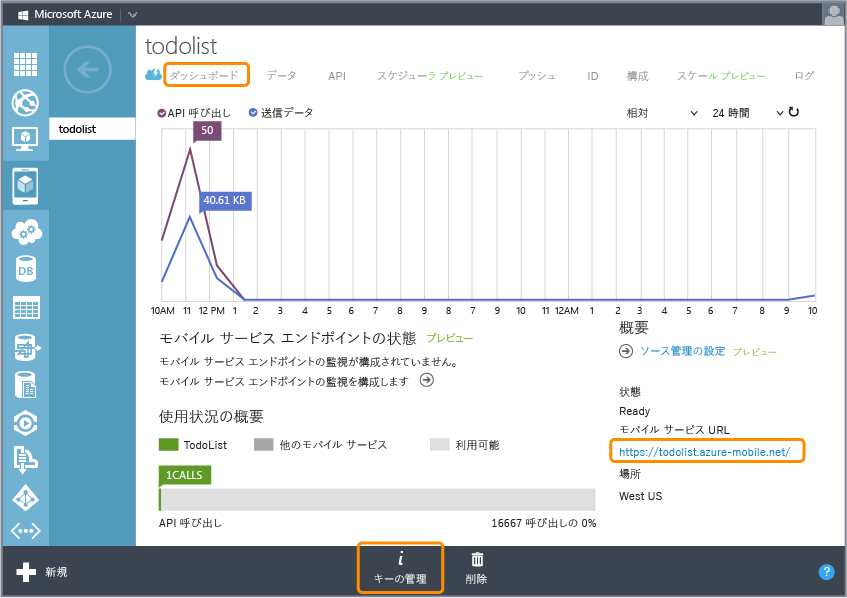 Microsoft Azure
todolist
ダッシュボード データ API スケジューラ プレビュー プッシュ ID 構成 スケール プレビュー ログ
todolist
API 呼び出し 送信データ 相対 24 時間
50
40.61 KB
10AM 11 12 PM 1 2 3 4 5 6 7 8 9 10 11 12AM 1 2 3 4 5 6 7 8 9 10
モバイル サービス エンドポイントの状態 プレビュー
モバイル サービス エンドポイントの監視が構成されていません。
モバイル サービス エンドポイントの監視を構成します
使用状況の概要
TodoList 他のモバイル サービス 利用可能
1CALLS
API 呼び出し 16667 呼び出しの 0%
概要
ソース管理の設定 プレビュー
状態
Ready
モバイル サービス URL
https://todolist.azure-mobile.net/
場所
West US
DB
新規
キーの管理
削除
?